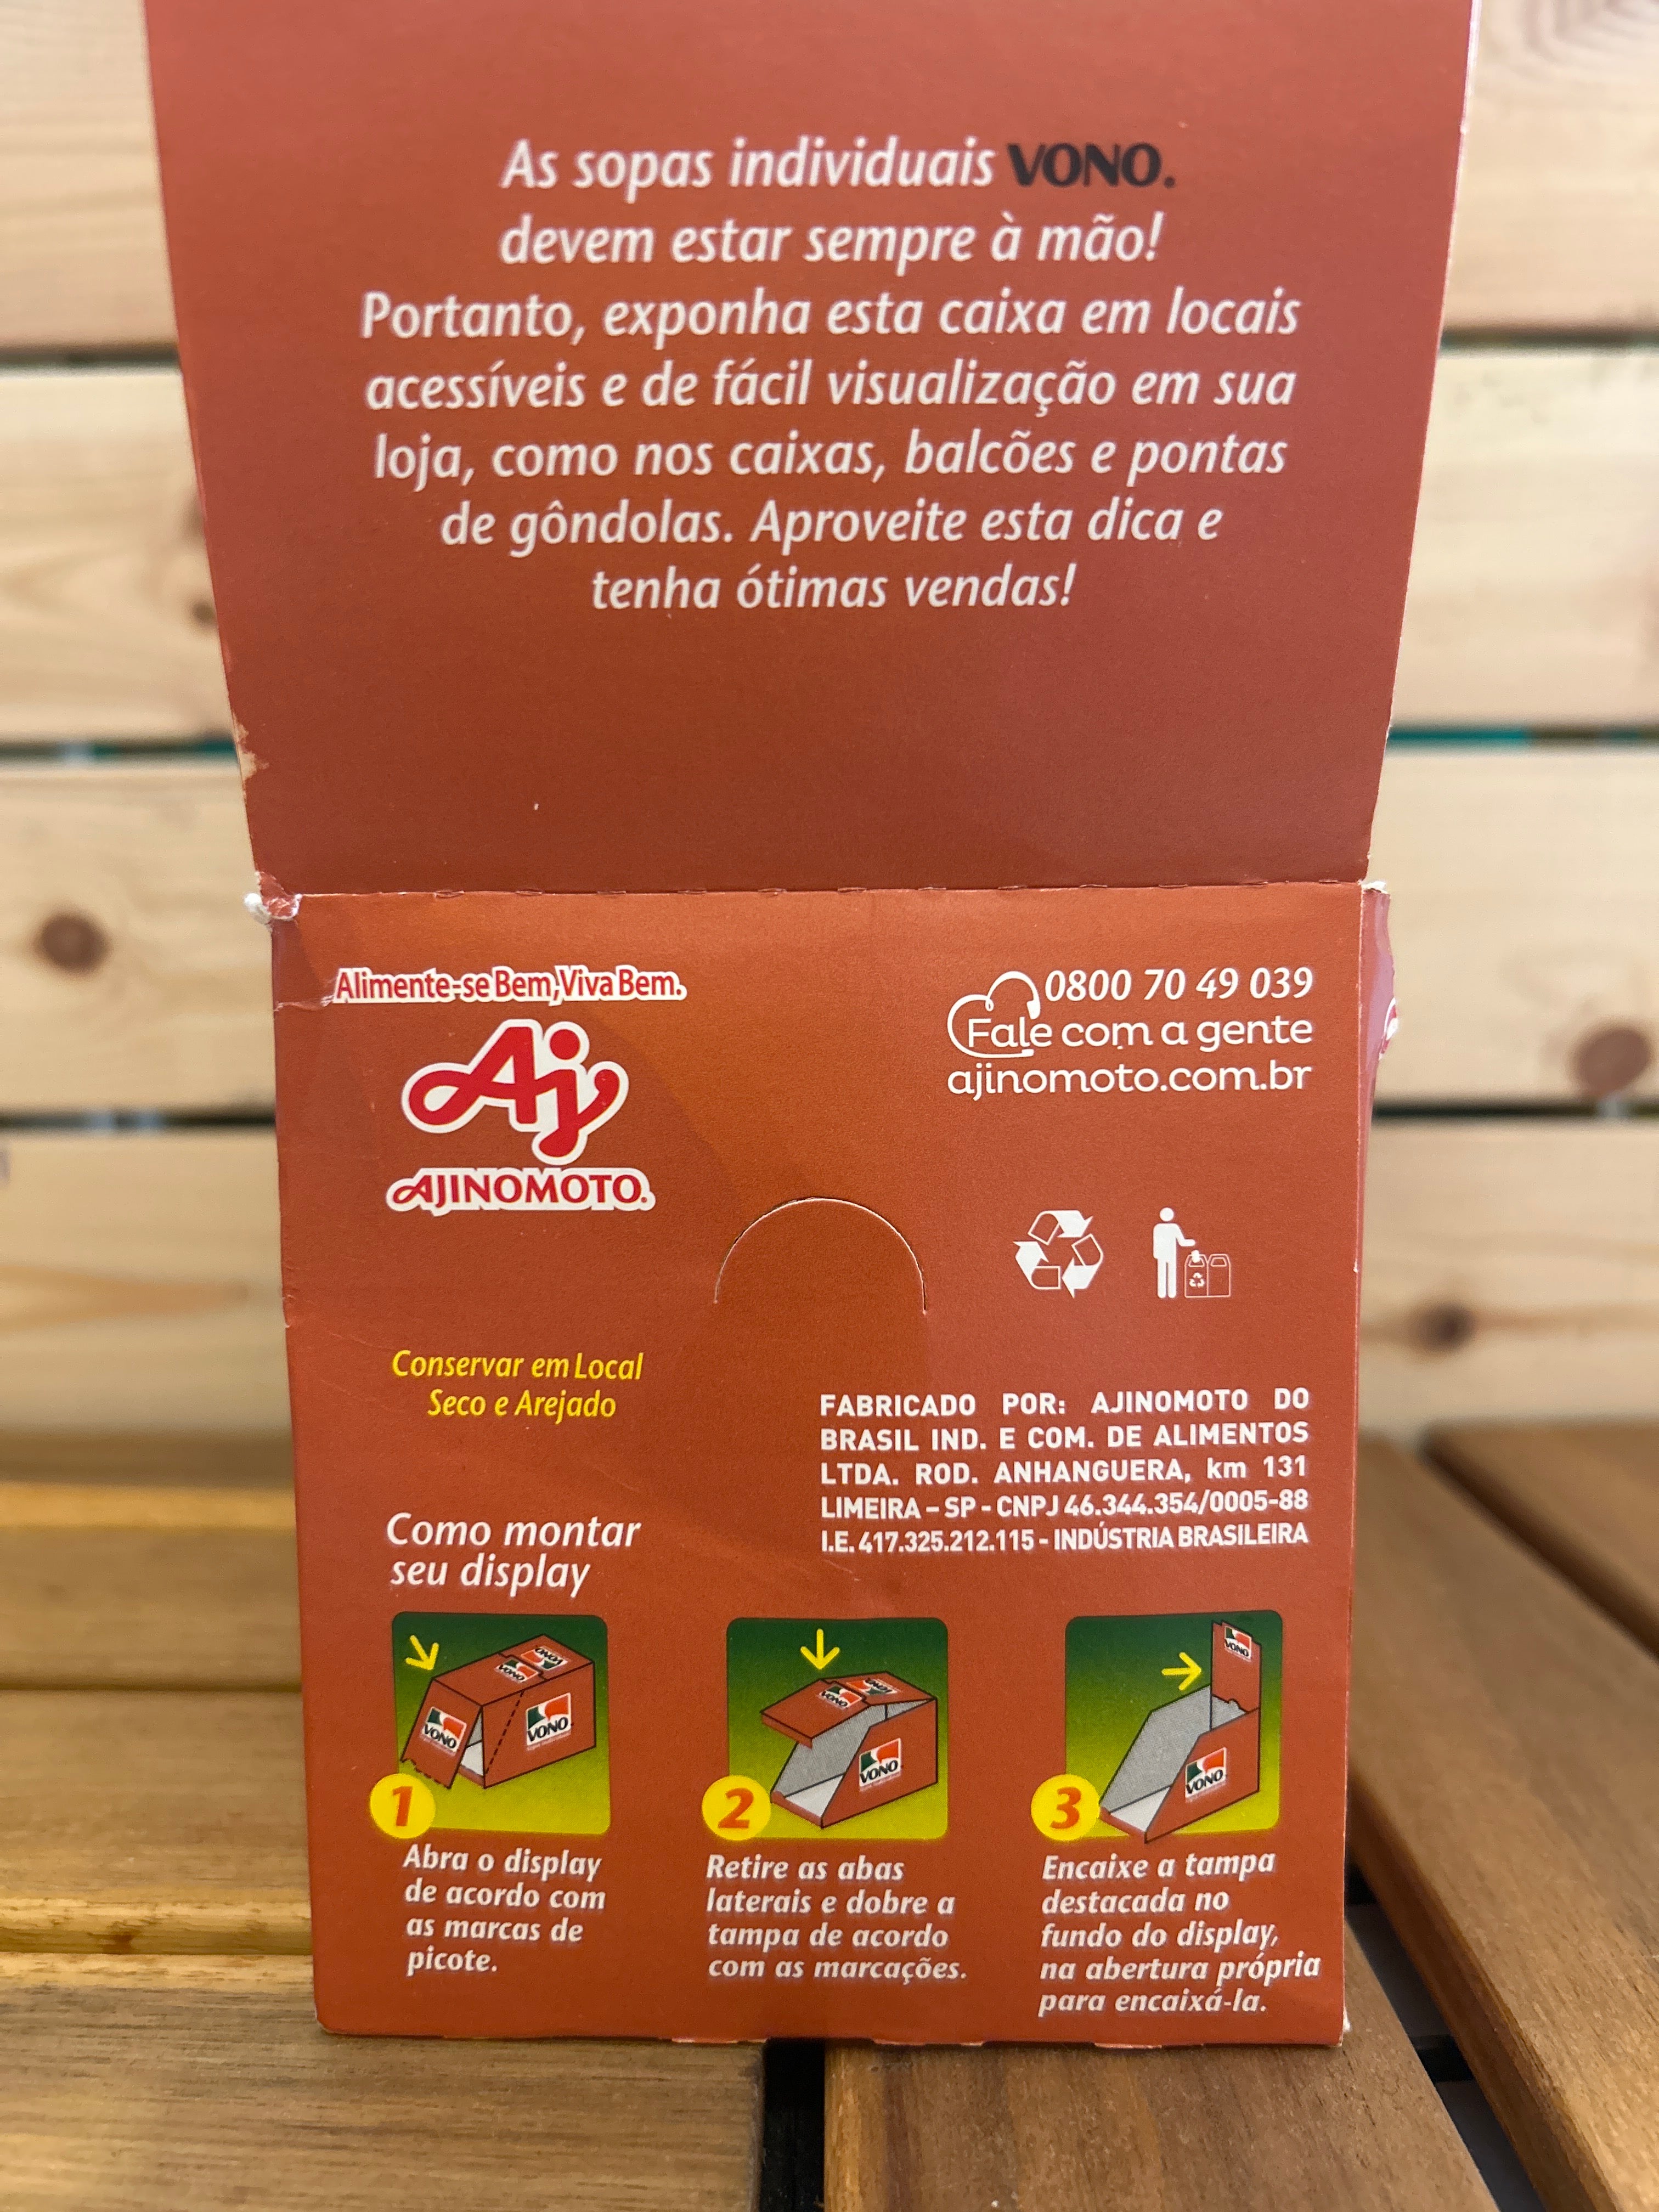 As sopas individuais VONO.
devem estar sempre à mão!
Portanto, exponha esta caixa em locais
acessíveis e de fácil visualização em sua
loja, como nos caixas, balcões e pontas
de gôndolas. Aproveite esta dica e
tenha ótimas vendas!
Alimente-se Bem, Viva Bem.
Aj
AJINOMOTO.
0800 70 49 039
Fale com a gente
ajinomoto.com.br
Conservar em Local
Seco e Arejado
FABRICADO POR: AJINOMOTO DO
BRASIL IND. E COM. DE ALIMENTOS
LTDA. ROD. ANHANGUERA, km 131
LIMEIRA – SP - CNPJ 46.344.354/0005-88
I.E. 417.325.212.115 - INDÚSTRIA BRASILEIRA
Como montar
seu display
VONO
VONO
VONO
VONO
1
Abra o display
de acordo com
as marcas de
picote.
VONO
VONO
VONO
2
Retire as abas
laterais e dobre a
tampa de acordo
com as marcações.
VONO
VONO
3
Encaixe a tampa
destacada no
fundo do display,
na abertura própria
para encaixá-la.